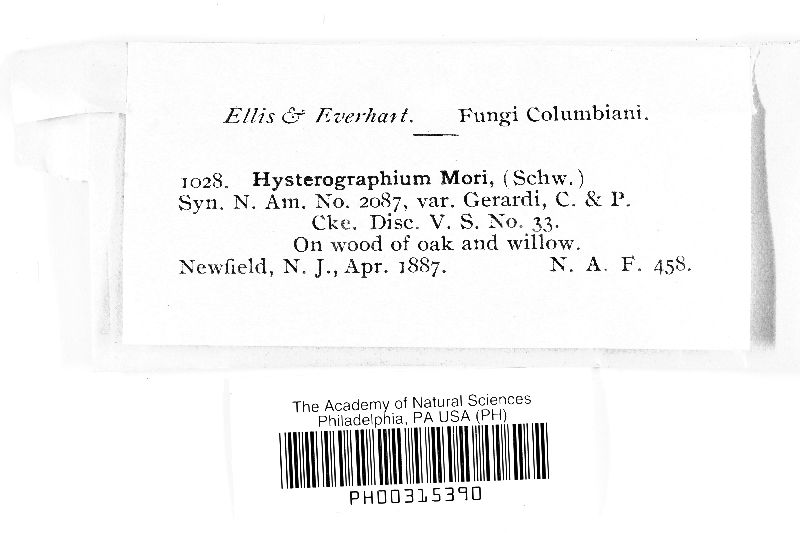 Ellis & Everhart. Fungi Columbiani.
1028. Hysterographium Mori, (Schw.)
Syn. N. Am. No. 2087, var. Gerardi, C. & P.
Cke. Disc. V. S. No. 33.
On wood of oak and willow.
Newfield, N. J., Apr. 1887. N. A. F. 458.
The Academy of Natural Sciences
Philadelphia, PA USA (PH)
PH00315390